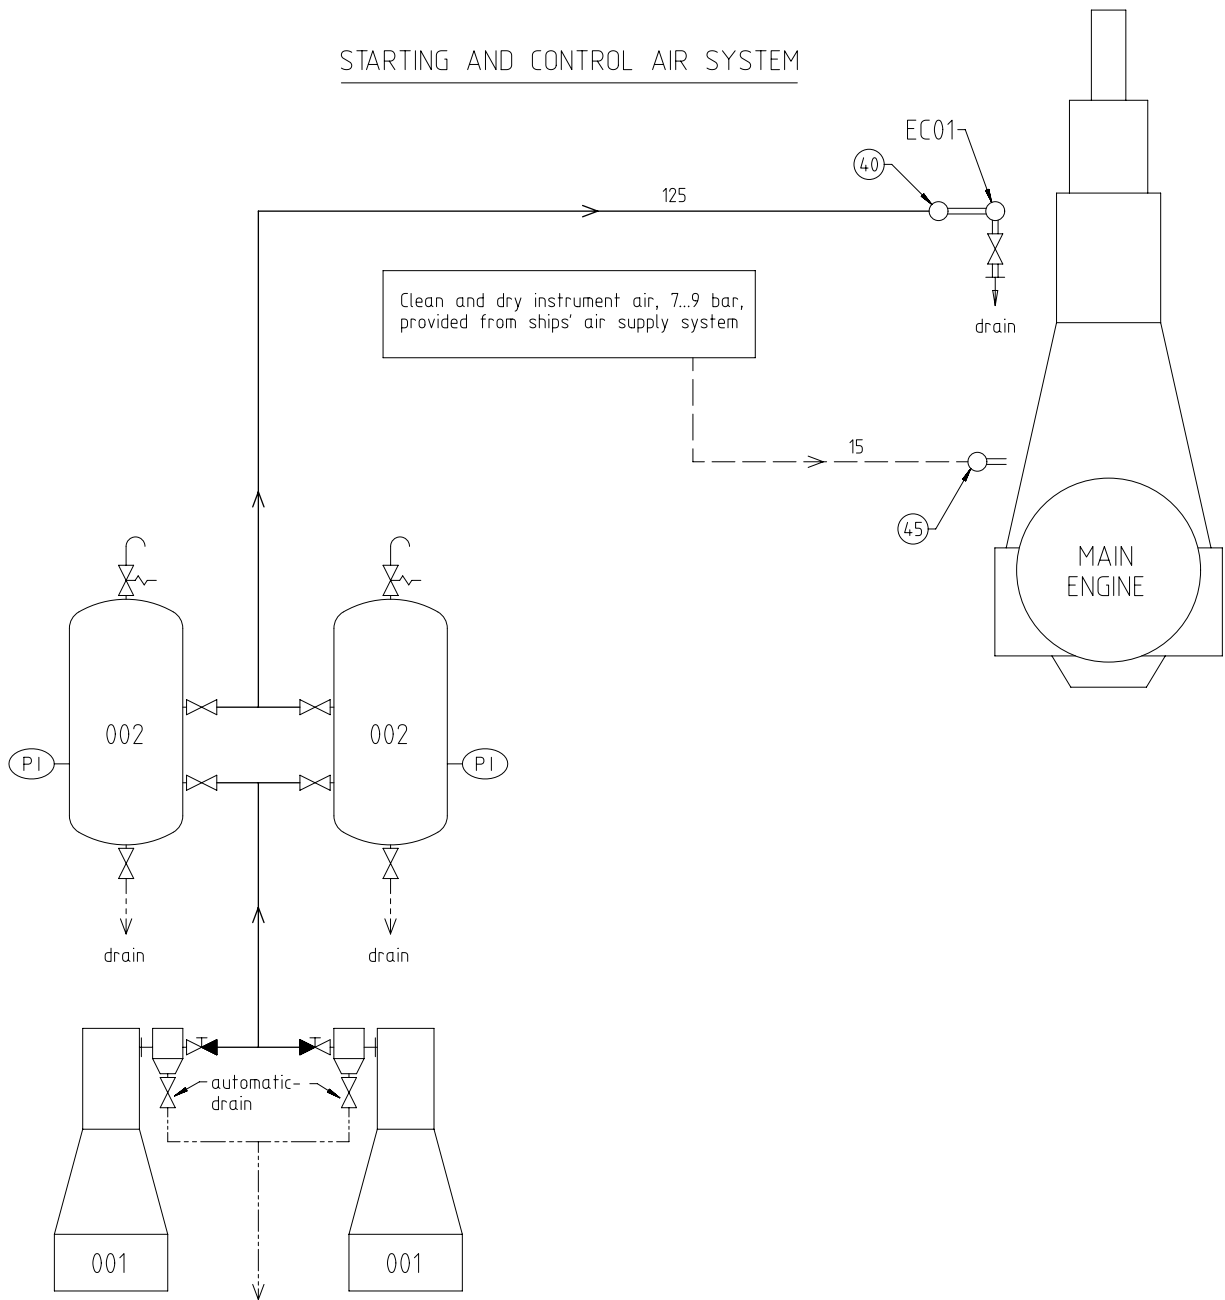 STARTING AND CONTROL AIR SYSTEM
EC01
40
125
Clean and dry instrument air, 7...9 bar,
provided from ships' air supply system
drain
15
45
MAIN
ENGINE
002
002
PI
PI
drain
drain
automatic-
drain
001
001